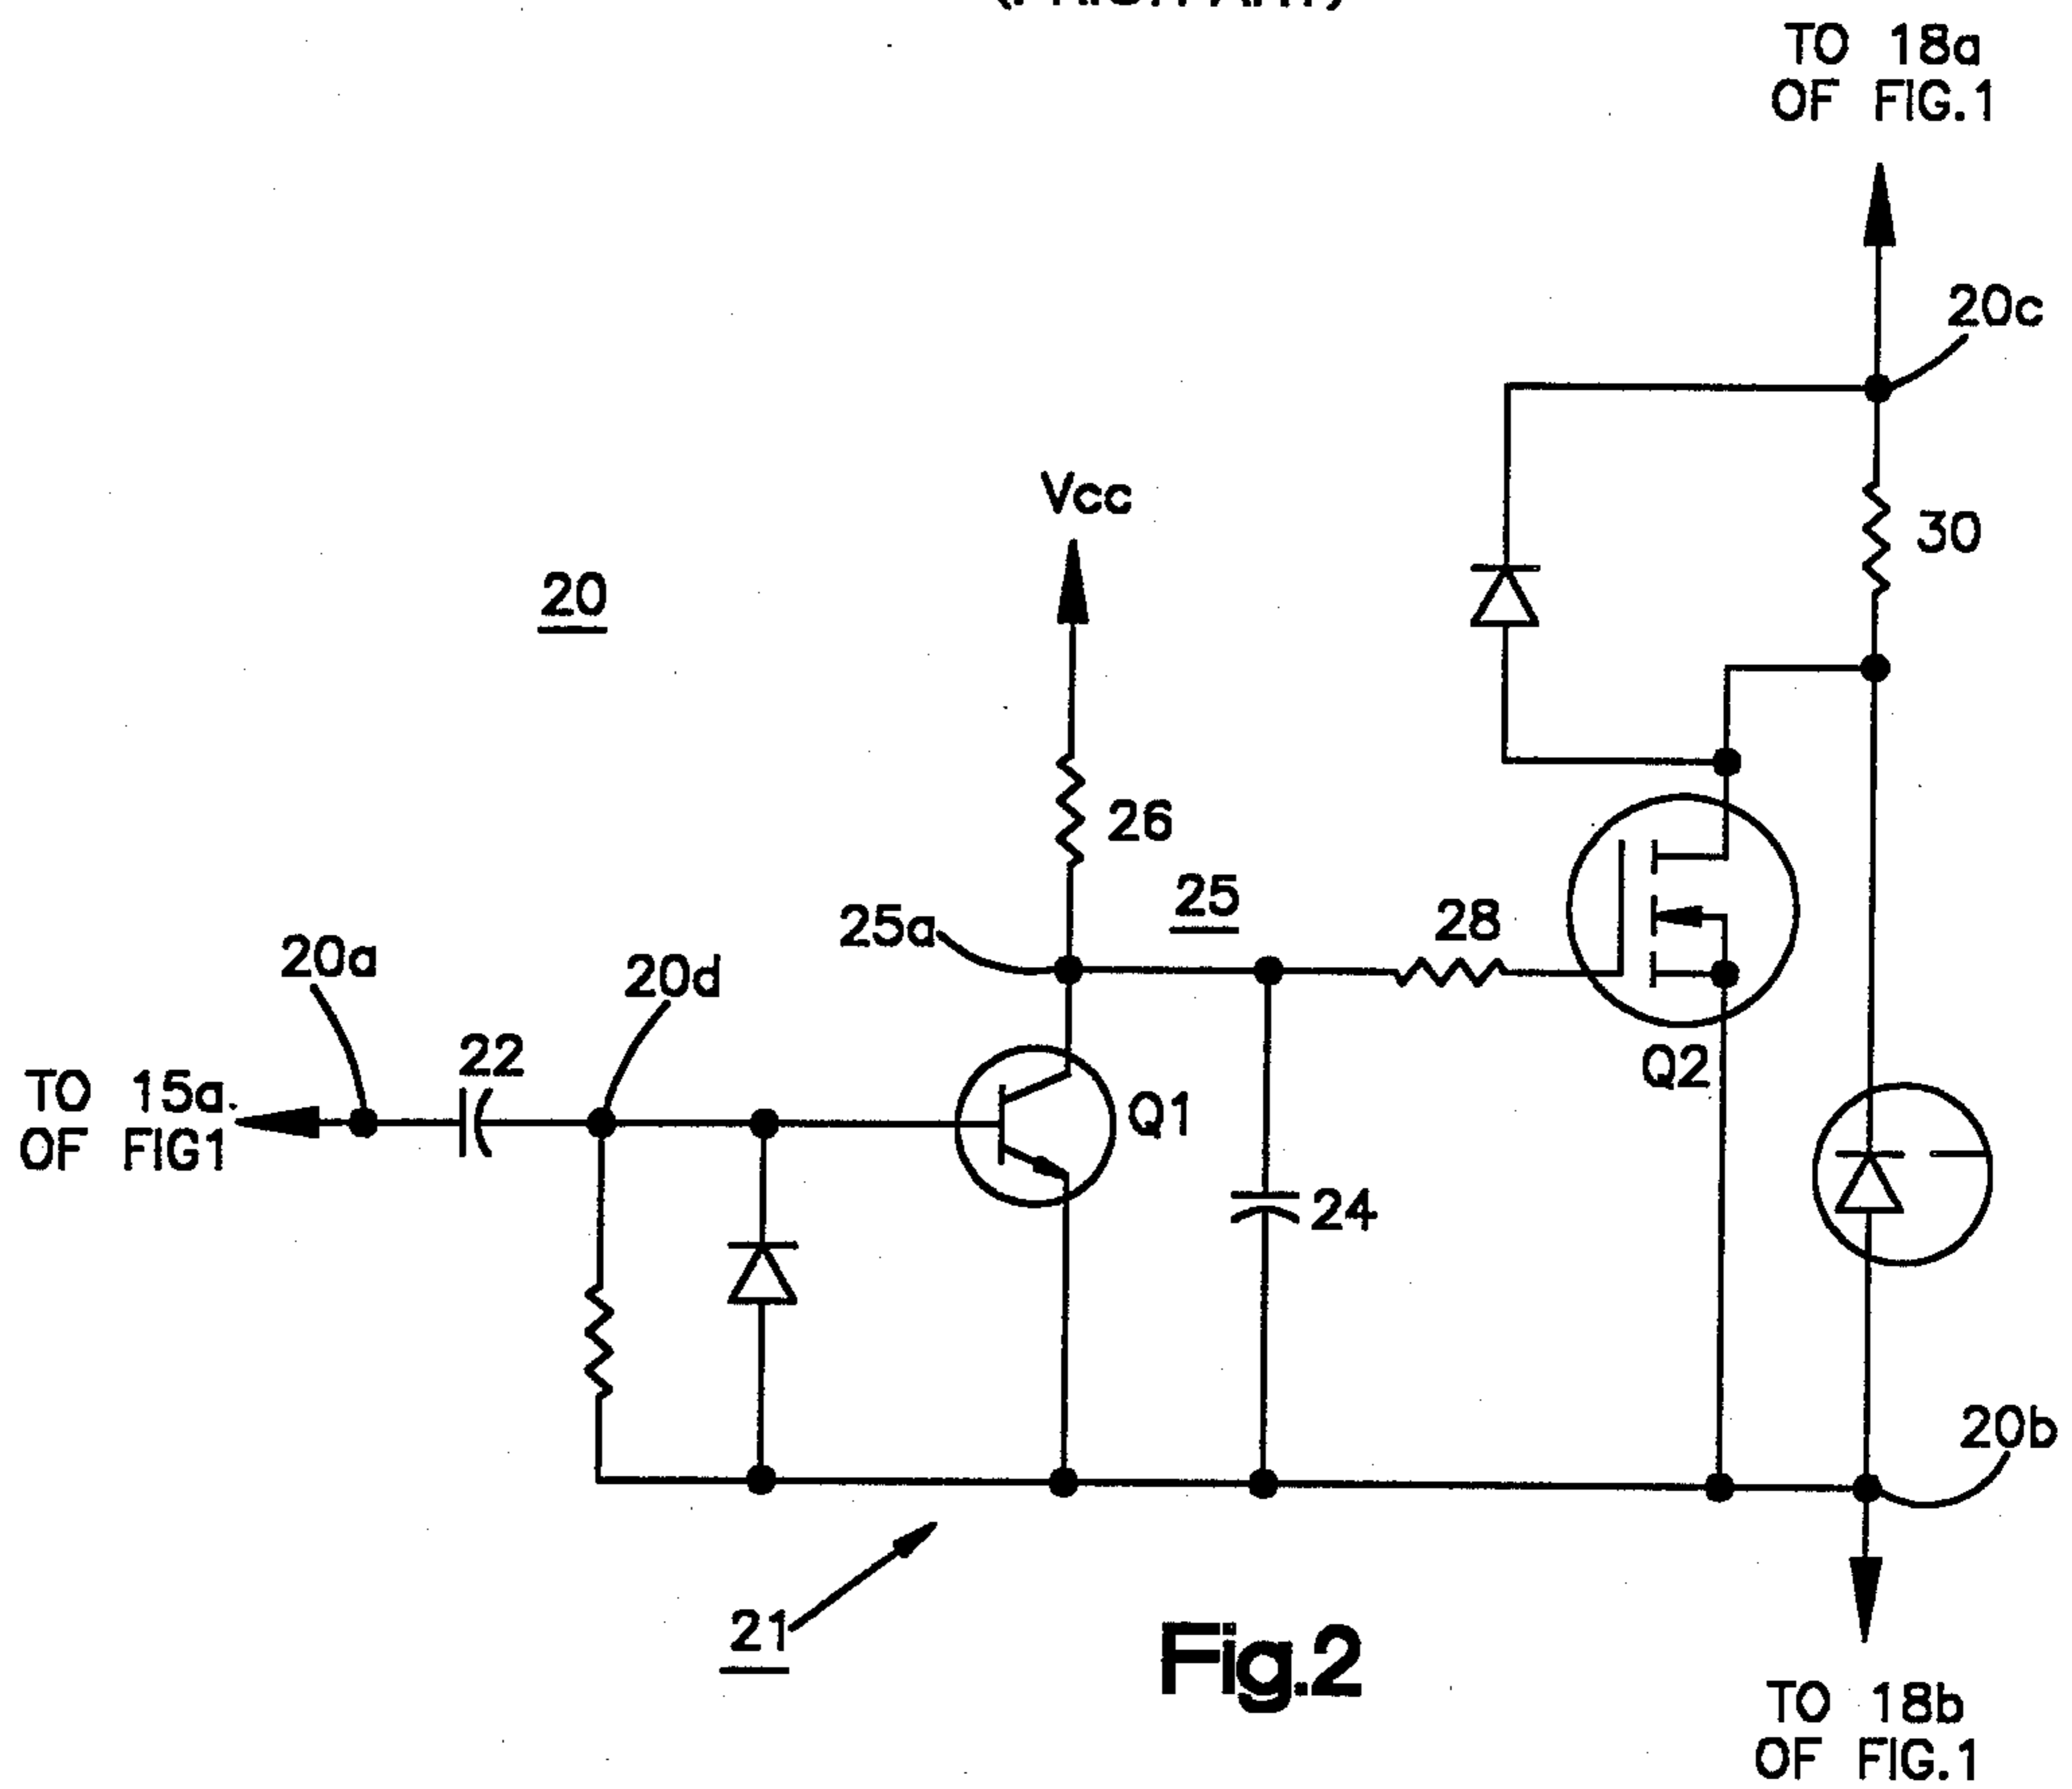 TO 18a
OF FIG.1
20c
30
Vcc
20
26
25
25a
28
20a
20d
22
Q2
TO 15a.
OF FIG1
Q1
24
20b
21
Fig.2
TO 18b
OF FIG.1